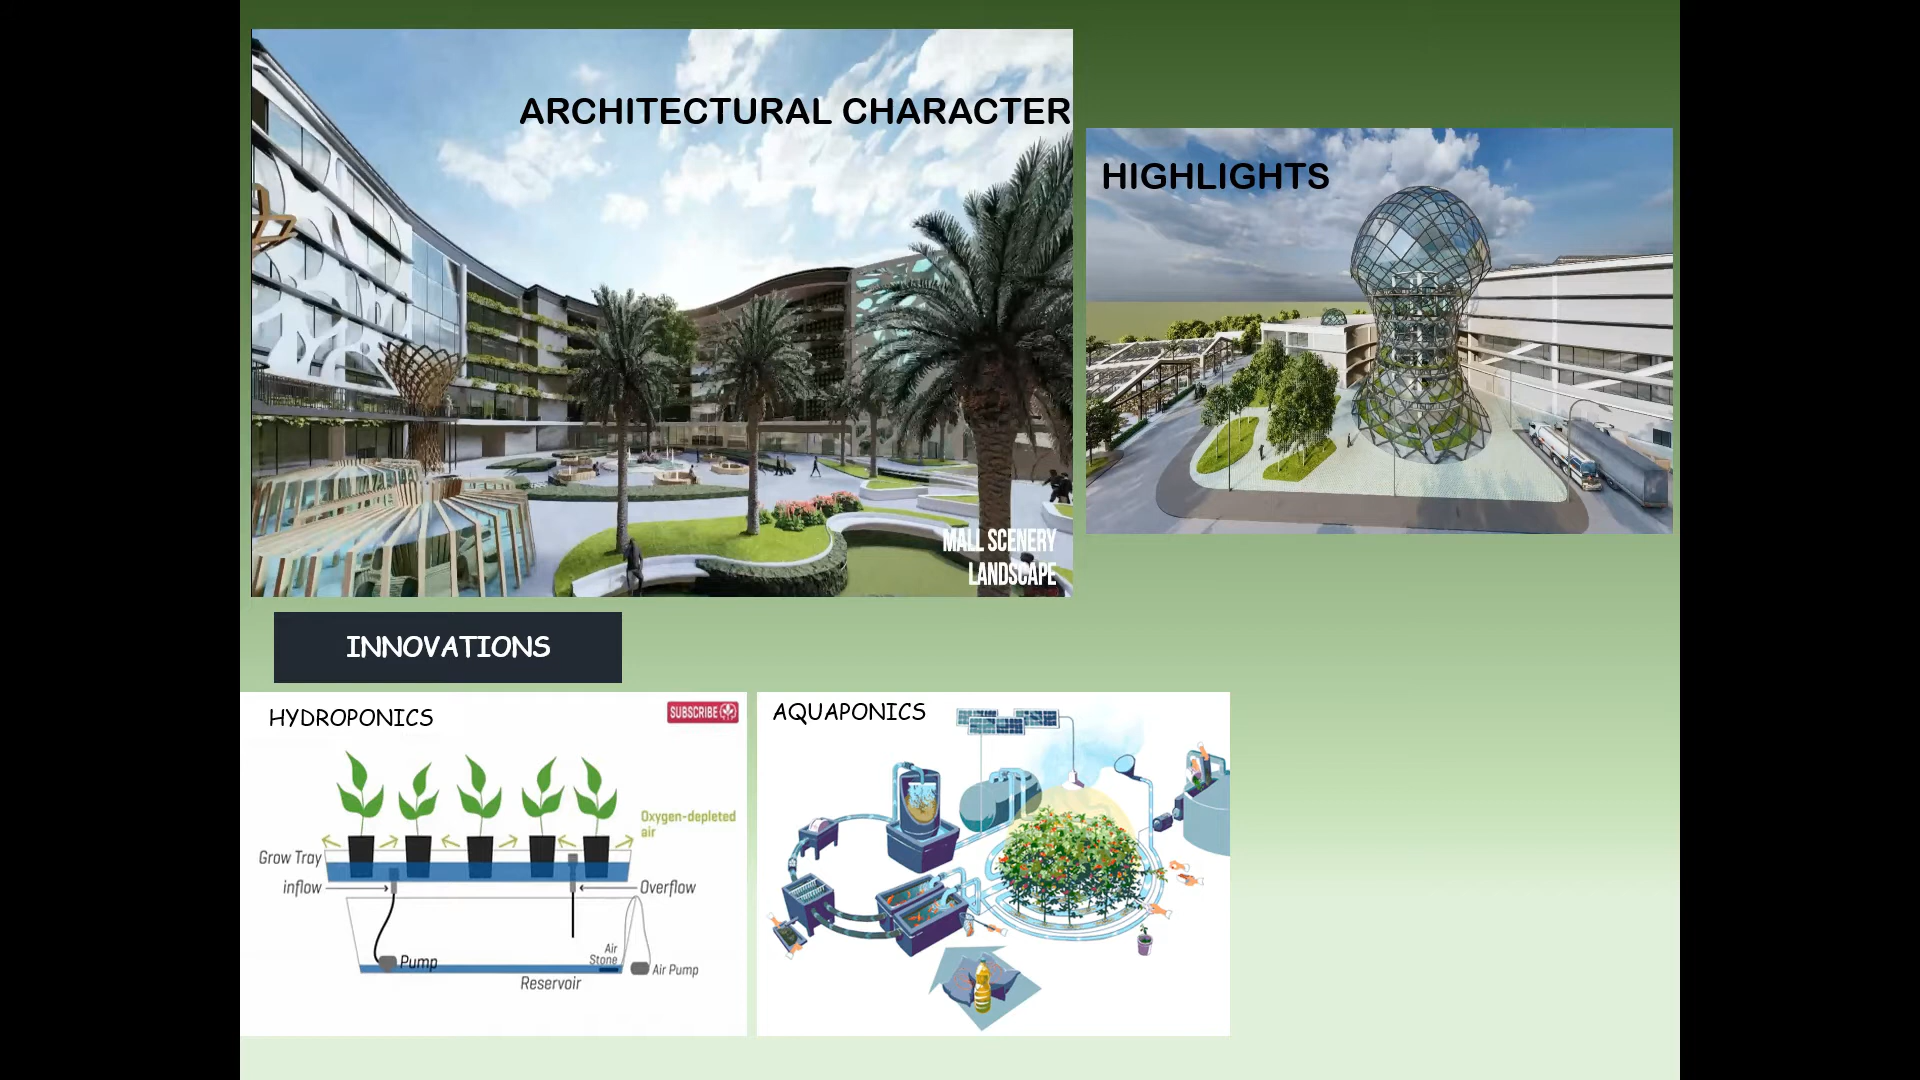 ARCHITECTURAL CHARACTER
HIGHLIGHTS
MALL SCENERY
LANDSCAPE
INNOVATIONS
HYDROPONICS
SUBSCRIBE
Oxygen-depleted
air
Grow Tray
inflow
Overflow
Pump
Air
Stone
Air Pump
Reservoir
AQUAPONICS